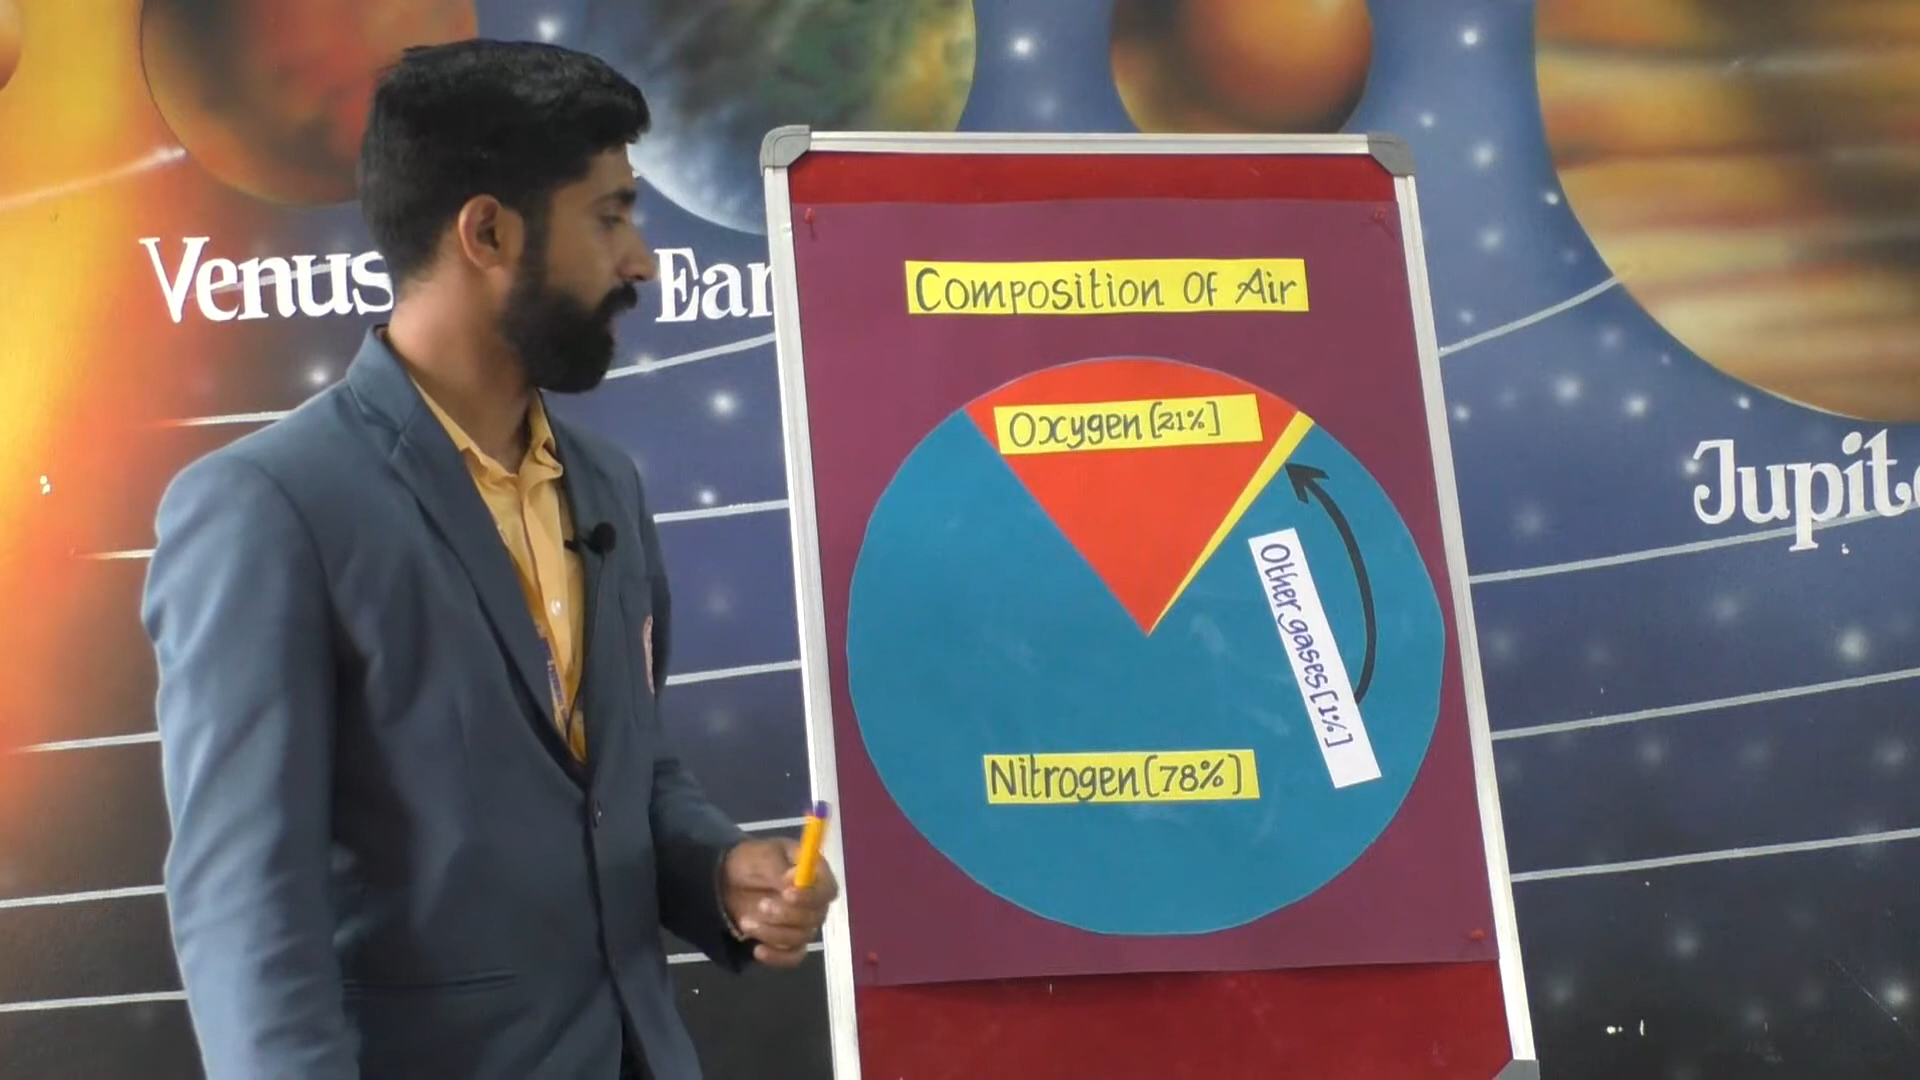 Venus
Ear
Jupit
Composition Of Air
Oxygen [21%]
Other gases [1%]
Nitrogen [78%]